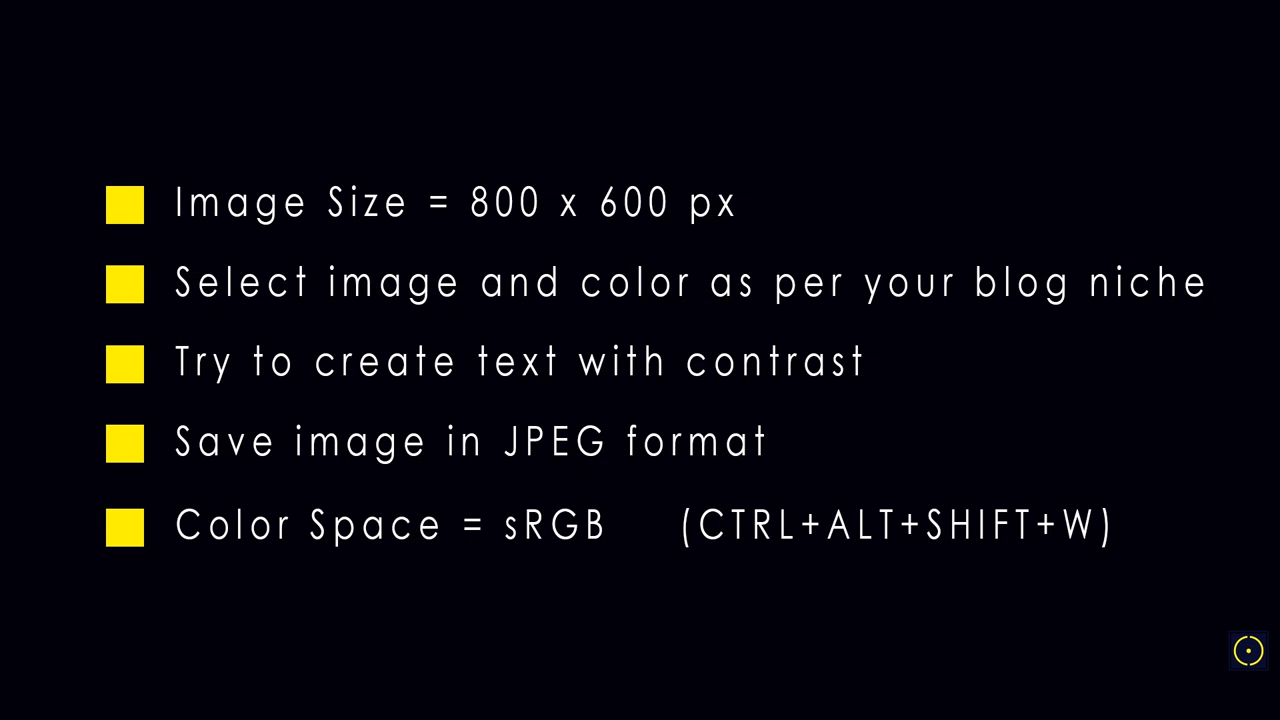 Image Size = 800 x 600 px
Select image and color as per your blog niche
Try to create text with contrast
Save image in JPEG format
Color Space = sRGB (CTRL+ALT+SHIFT+W)